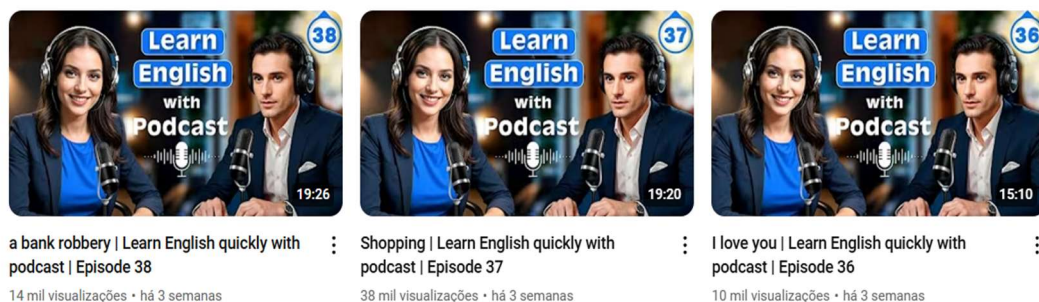 Learn
English
with
Podcast
38
19:26
a bank robbery | Learn English quickly with
podcast | Episode 38
14 mil visualizações • há 3 semanas
Learn
English
with
Podcast
37
19:20
Shopping | Learn English quickly with
podcast | Episode 37
38 mil visualizações • há 3 semanas
Learn
English
with
Podcast
36
15:10
I love you | Learn English quickly with
podcast | Episode 36
10 mil visualizações • há 3 semanas